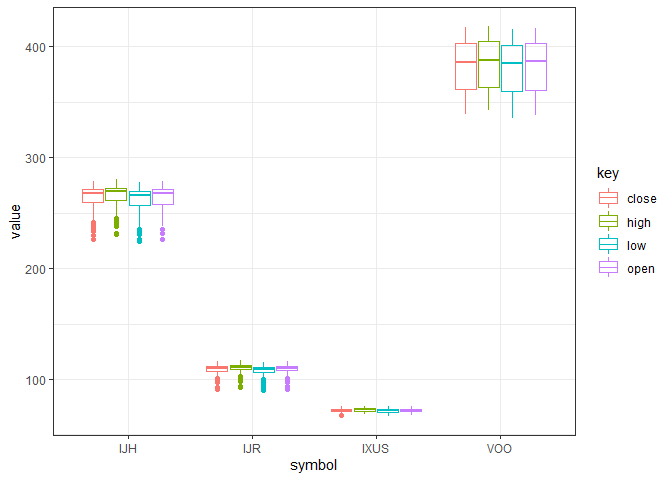 400
300
200
100
value
IJH
IJR
IXUS
VOO
symbol
key
close
high
low
open